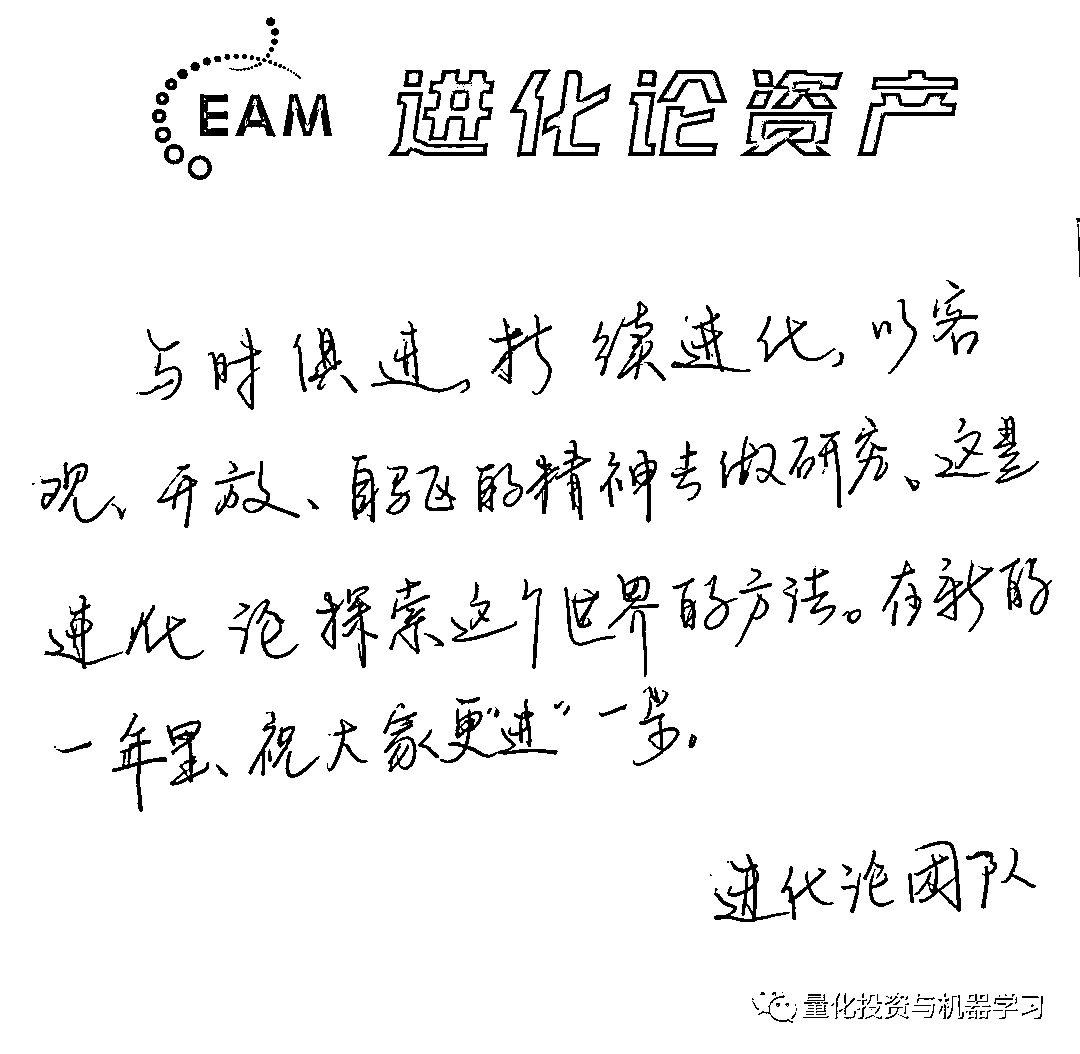 EAM 进化论资产
与时俱进,持续进化,以客
观、开放、自驱的精神去做研究。这是
进化论探索这个世界的方法。在新的
一年里、祝大家更“进”一步。
进化论团队
量化投资与机器学习